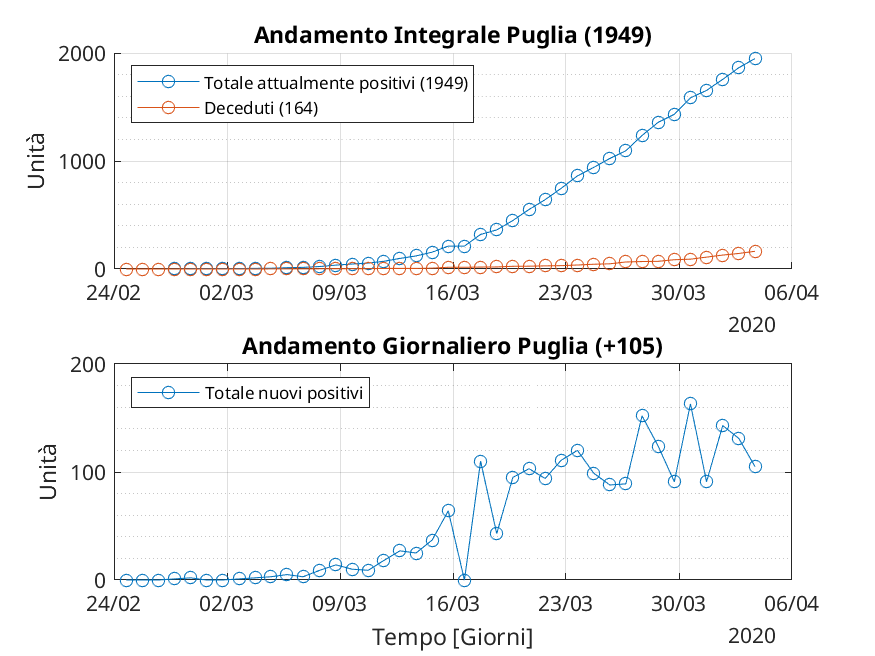 Andamento Integrale Puglia (1949)
2000
1000
0
Unità
Totale attualmente positivi (1949)
Deceduti (164)
24/02 02/03 09/03 16/03 23/03 30/03 06/04
2020
Andamento Giornaliero Puglia (+105)
200
100
0
Unità
Totale nuovi positivi
24/02 02/03 09/03 16/03 23/03 30/03 06/04
Tempo [Giorni]
2020